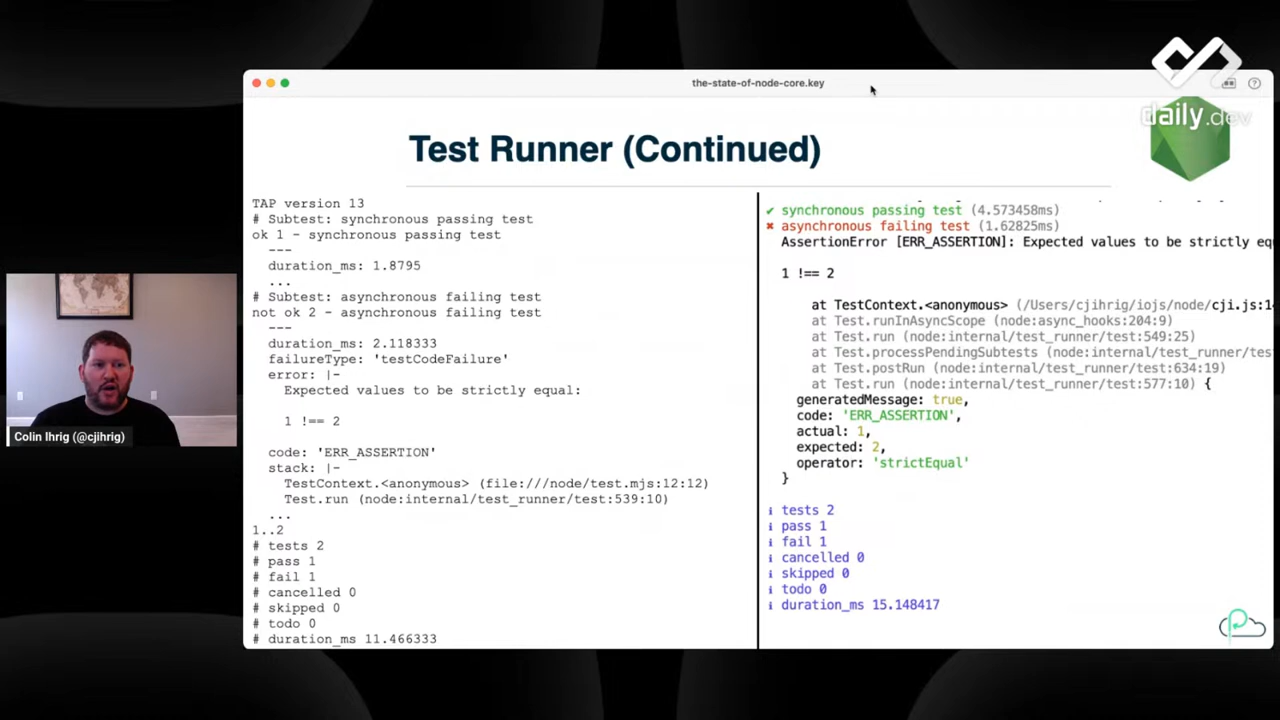 the-state-of-node-core.key
daily.dev
Test Runner (Continued)
TAP version 13
# Subtest: synchronous passing test
ok 1 - synchronous passing test
---
duration_ms: 1.8795
...
# Subtest: asynchronous failing test
not ok 2 - asynchronous failing test
---
duration_ms: 2.118333
failureType: 'testCodeFailure'
error: |-
Expected values to be strictly equal:
1 !== 2
code: 'ERR_ASSERTION'
stack: |-
TestContext.<anonymous> (file:///node/test.mjs:12:12)
Test.run (node:internal/test_runner/test:539:10)
...
1..2
# tests 2
# pass 1
# fail 1
# cancelled 0
# skipped 0
# todo 0
# duration_ms 11.466333
✔ synchronous passing test (4.573458ms)
✖ asynchronous failing test (1.62825ms)
AssertionError [ERR_ASSERTION]: Expected values to be strictly equ
1 !== 2
at TestContext.<anonymous> (/Users/cjihrig/iojs/node/cji.js:1
at Test.runInAsyncScope (node:async_hooks:204:9)
at Test.run (node:internal/test_runner/test:549:25)
at Test.processPendingSubtests (node:internal/test_runner/test
at Test.postRun (node:internal/test_runner/test:634:19)
at Test.run (node:internal/test_runner/test:577:10) {
generatedMessage: true,
code: 'ERR_ASSERTION',
actual: 1,
expected: 2,
operator: 'strictEqual'
}
ℹ tests 2
ℹ pass 1
ℹ fail 1
ℹ cancelled 0
ℹ skipped 0
ℹ todo 0
ℹ duration_ms 15.148417
Colin Ihrig (@cjihrig)